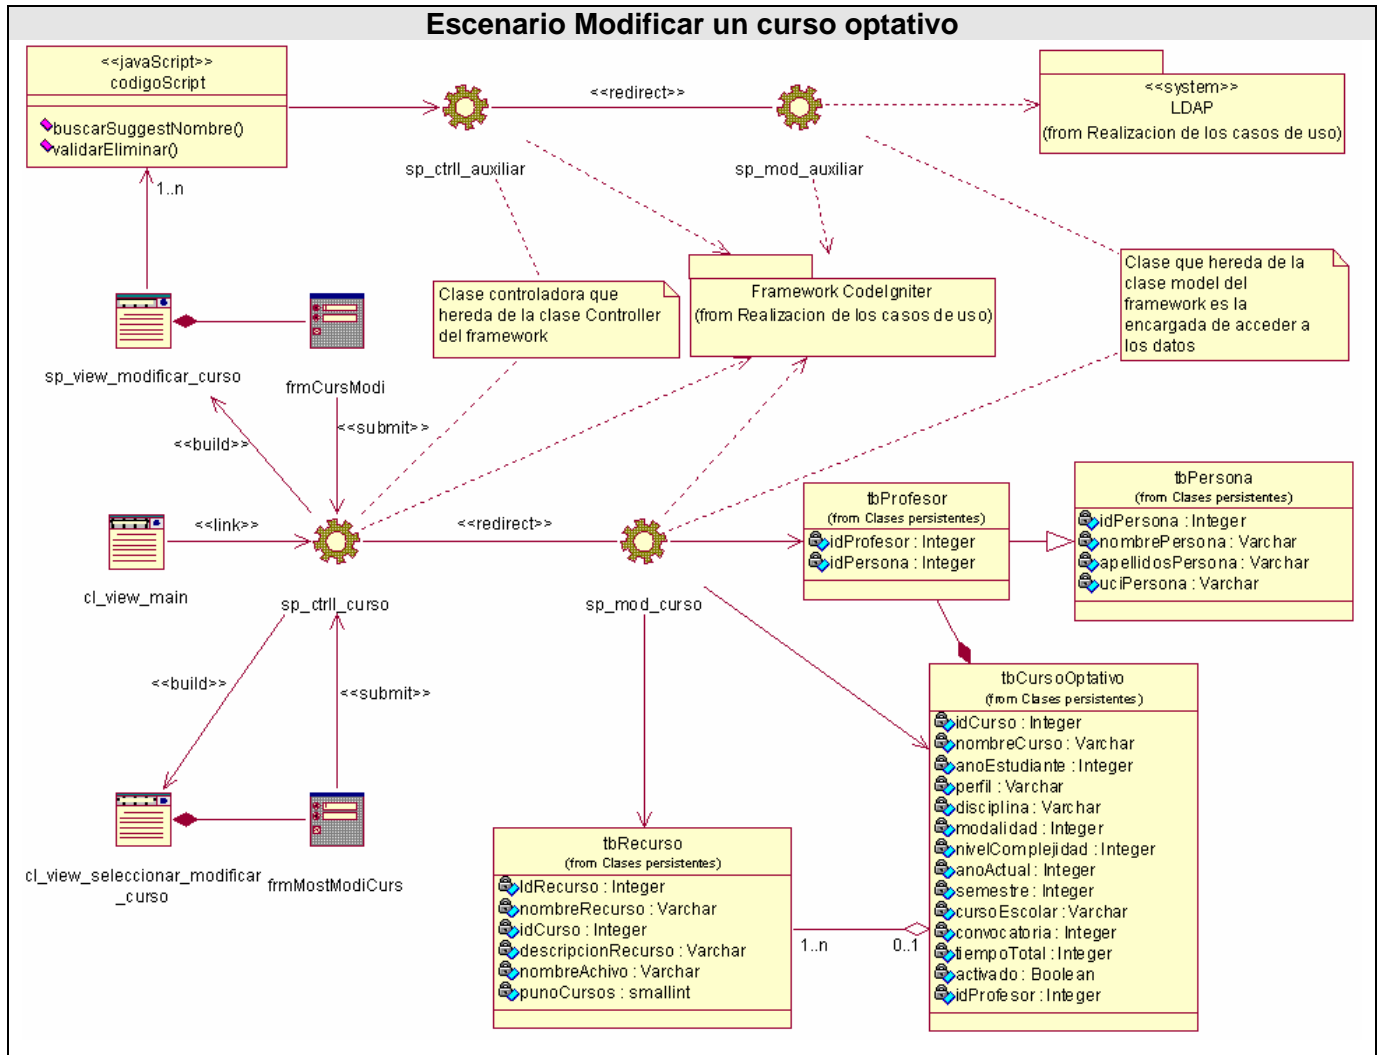 Escenario Modificar un curso optativo
<<javaScript>>
codigoScript
buscarSuggestNombre()
validarEliminar()
1..n
sp_ctrll_auxiliar
<<redirect>>
sp_mod_auxiliar
<<system>>
LDAP
(from Realizacion de los casos de uso)
Clase controladora que
hereda de la clase Controller
del framework
Framework CodeIgniter
(from Realizacion de los casos de uso)
Clase que hereda de la
clase model del
framework es la
encargada de acceder a
los datos
sp_view_modificar_curso
frmCursModi
<<build>>
<<submit>>
cl_view_main
<<link>>
sp_ctrll_curso
<<redirect>>
sp_mod_curso
tbProfesor
(from Clases persistentes)
idProfesor : Integer
idPersona : Integer
tbPersona
(from Clases persistentes)
idPersona : Integer
nombrePersona : Varchar
apellidosPersona : Varchar
uciPersona : Varchar
<<build>>
<<submit>>
cl_view_seleccionar_modificar
_curso
frmMostModiCurs
tbRecurso
(from Clases persistentes)
IdRecurso : Integer
nombreRecurso : Varchar
idCurso : Integer
descripcionRecurso : Varchar
nombreAchivo : Varchar
punoCursos : smallint
1..n
0..1
tbCursoOptativo
(from Clases persistentes)
idCurso : Integer
nombreCurso : Varchar
anoEstudiante : Integer
perfil : Varchar
disciplina : Varchar
modalidad : Integer
nivelComplejidad : Integer
anoActual : Integer
semestre : Integer
cursoEscolar : Varchar
convocatoria : Integer
tiempoTotal : Integer
activado : Boolean
idProfesor : Integer